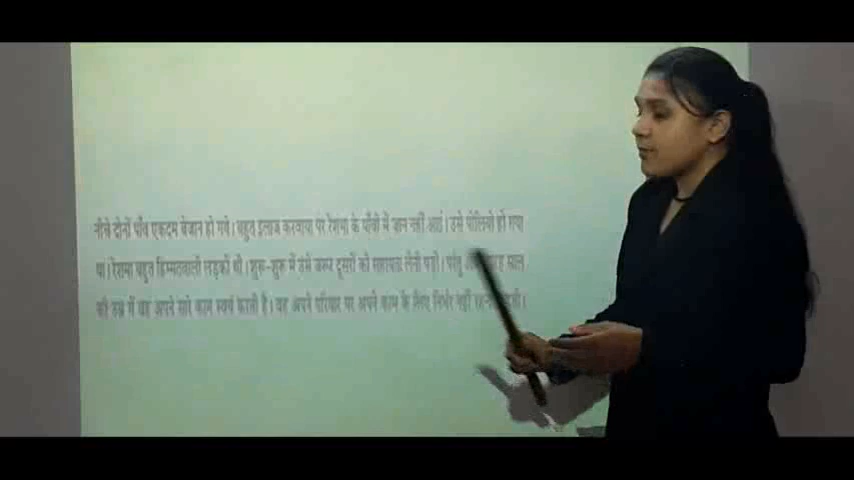 नीचे दोनों पाँव एकदम बेजान हो गये। बहुत इलाज करवाया पर रेशमा के पाँवों में जान नहीं आई। उसे पोलियो हो गया
था। रेशमा बहुत हिम्मतवाली लड़की थी। शुरू-शुरू में उसे जरूर दूसरों की सहायता लेनी पड़ी। परंतु साल
की उम्र में वह अपने सारे काम स्वयं करती है। वह अपने परिवार पर अपने काम के लिए निर्भर नहीं